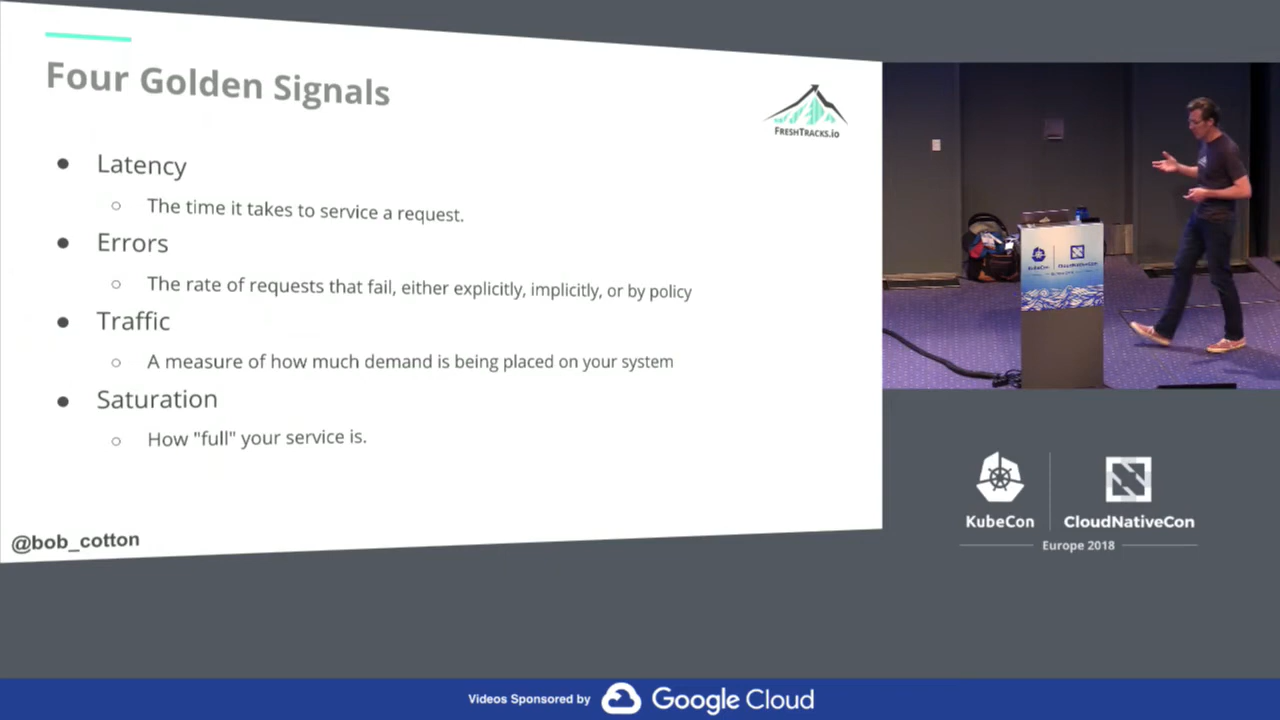 Four Golden Signals
FRESHTRACKS.IO
● Latency
○ The time it takes to service a request.
● Errors
○ The rate of requests that fail, either explicitly, implicitly, or by policy
● Traffic
○ A measure of how much demand is being placed on your system
● Saturation
○ How "full" your service is.
@bob_cotton
KubeCon
CloudNativeCon
KubeCon
CloudNativeCon
Europe 2018
Videos Sponsored by Google Cloud